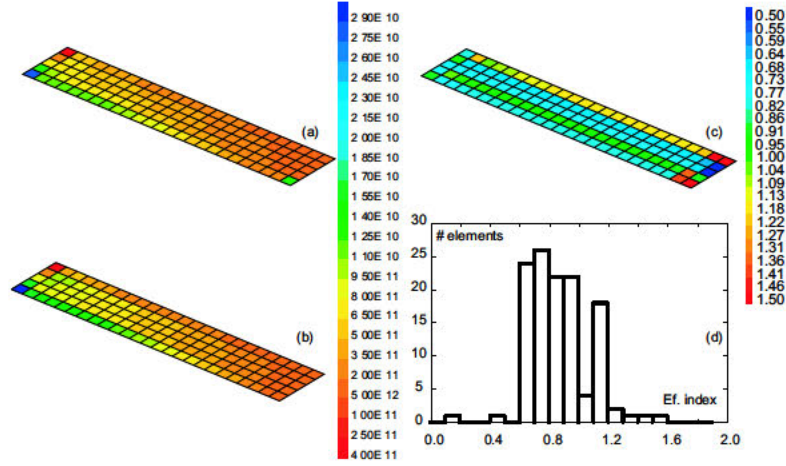 (a)
(b)
2 90E 10
2 75E 10
2 60E 10
2 45E 10
2 30E 10
2 15E 10
2 00E 10
1 85E 10
1 70E 10
1 55E 10
1 40E 10
1 25E 10
1 10E 10
9 50E 11
8 00E 11
6 50E 11
5 00E 11
3 50E 11
2 00E 11
5 00E 12
1 00E 11
2 50E 11
4 00E 11
(c)
0.50
0.55
0.59
0.64
0.68
0.73
0.77
0.82
0.86
0.91
0.95
1.00
1.04
1.09
1.13
1.18
1.22
1.27
1.31
1.36
1.41
1.46
1.50
30
25
20
15
10
5
0
# elements
(d)
Ef. index
0.0 0.4 0.8 1.2 1.6 2.0